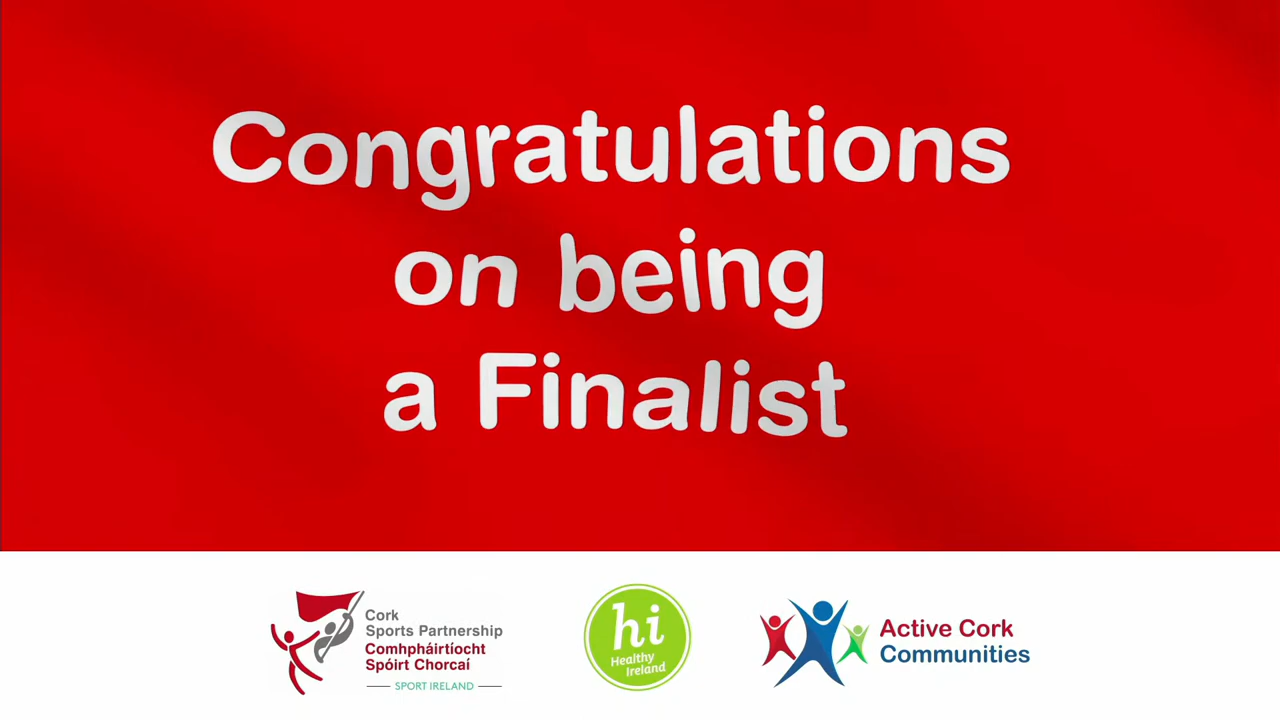 Congratulations
on being
a Finalist
Cork
Sports Partnership
Comhpháirtíocht
Spóirt Chorcaí
SPORT IRELAND
hi
Healthy
Ireland
Active Cork
Communities